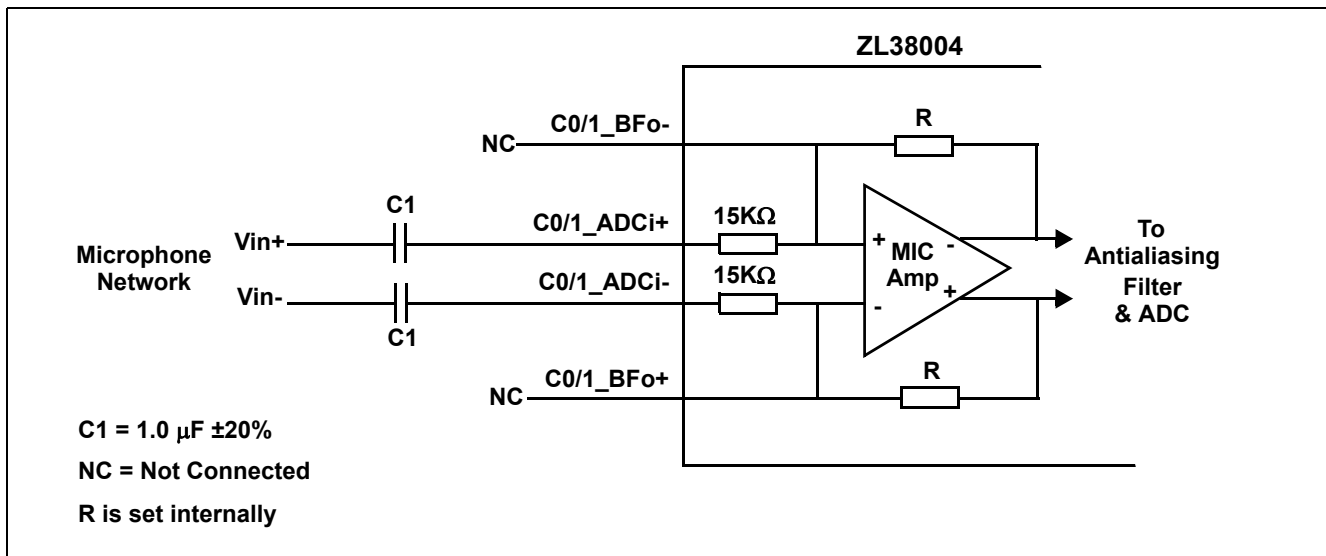 ZL38004
C0/1_BFo-
R
NC
C1
C0/1_ADCi+
15KΩ
Vin+
Microphone
Network
+
-
MIC
Amp
To
Antialiasing
Filter
& ADC
15KΩ
Vin-
C0/1_ADCi-
-
+
C1
C0/1_BFo+
R
NC
C1 = 1.0 μF ±20%
NC = Not Connected
R is set internally